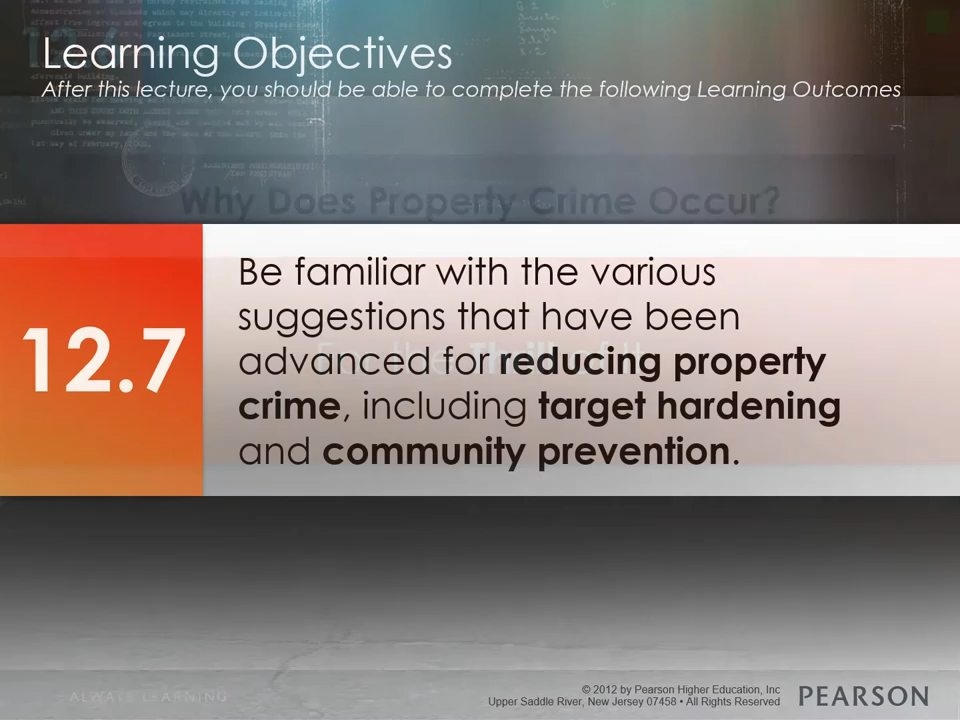 Learning Objectives
After this lecture, you should be able to complete the following Learning Outcomes
Why Does Property Crime Occur?
12.7
Be familiar with the various
suggestions that have been
advanced for reducing property
crime, including target hardening
and community prevention.
ALWAYS LEARNING
© 2012 by Pearson Higher Education, Inc
Upper Saddle River, New Jersey 07458 • All Rights Reserved
PEARSON